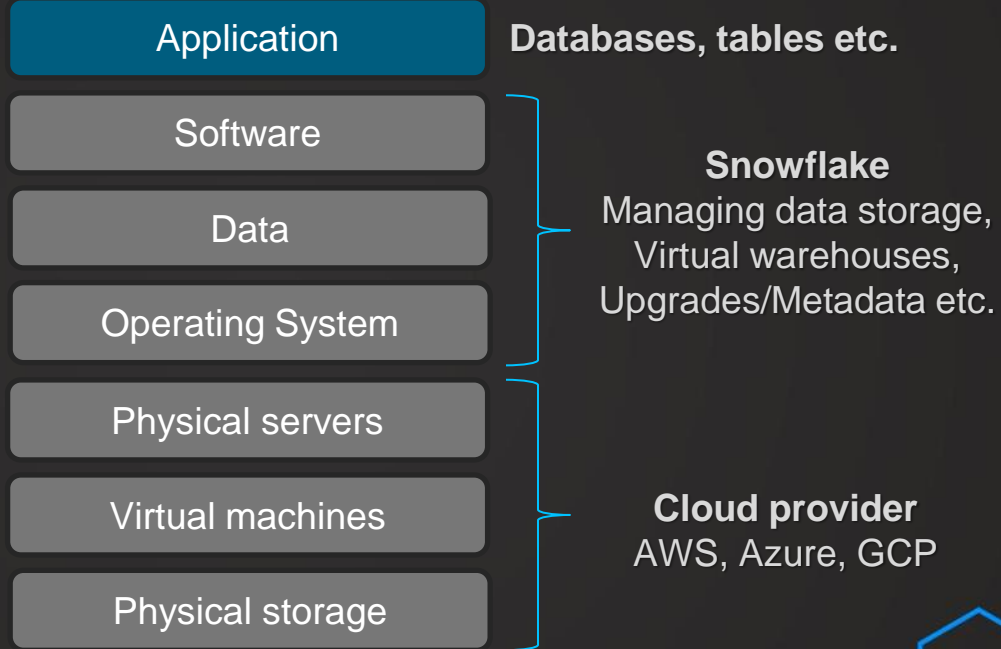 Application
Databases, tables etc.
Software
Data
Operating System
Snowflake
Managing data storage,
Virtual warehouses,
Upgrades/Metadata etc.
Physical servers
Virtual machines
Physical storage
Cloud provider
AWS, Azure, GCP